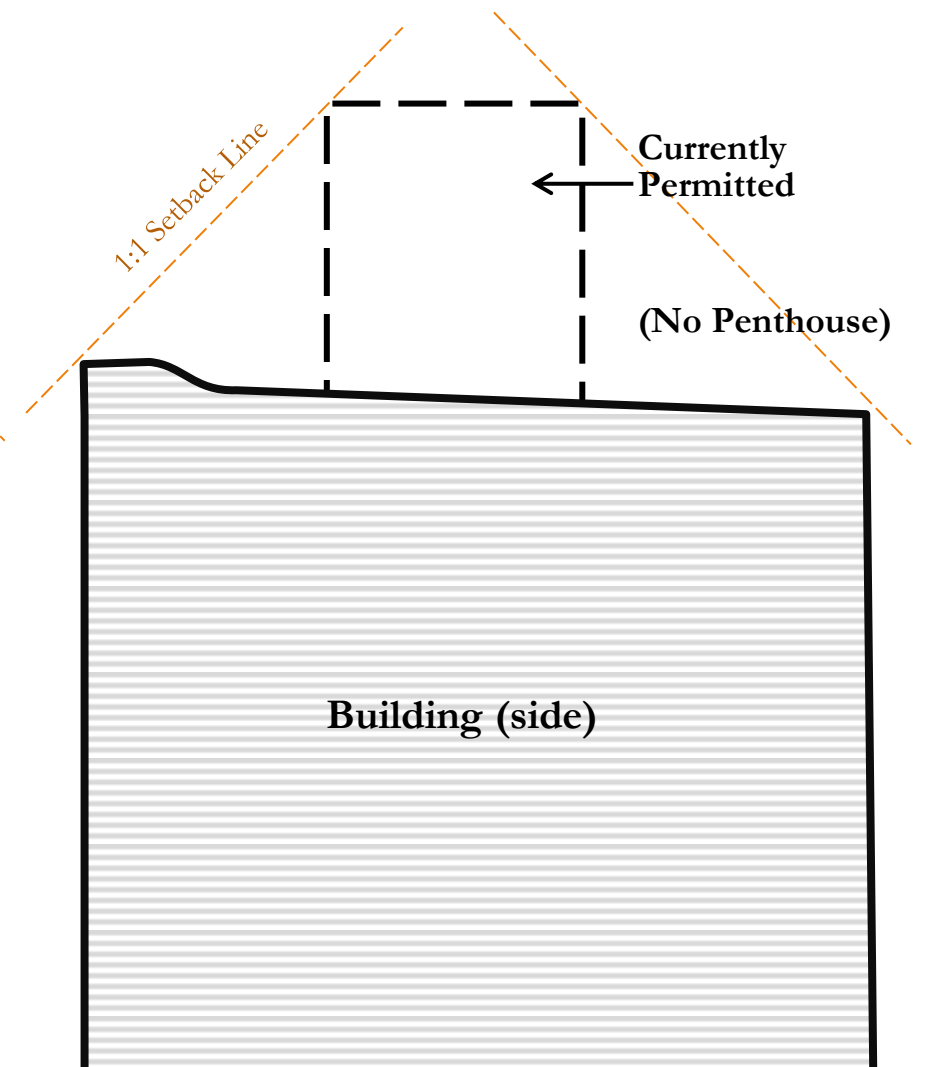 1:1 Setback Line
Currently
Permitted
(No Penthouse)
Building (side)